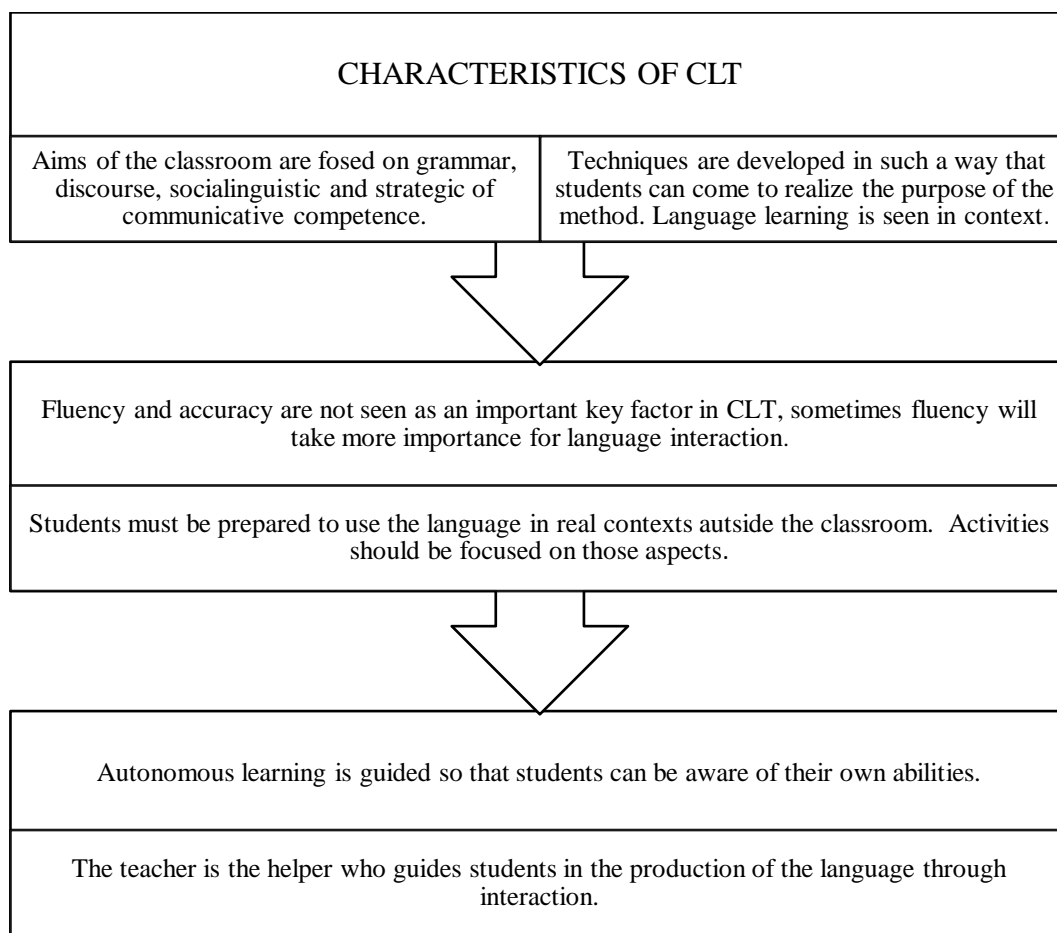 CHARACTERISTICS OF CLT
Aims of the classroom are fosed on grammar,
discourse, socialinguistic and strategic of
communicative competence.
Techniques are developed in such a way that
students can come to realize the purpose of the
method. Language learning is seen in context.
Fluency and accuracy are not seen as an important key factor in CLT, sometimes fluency will
take more importance for language interaction.
Students must be prepared to use the language in real contexts autside the classroom.  Activities
should be focused on those aspects.
Autonomous learning is guided so that students can be aware of their own abilities.
The teacher is the helper who guides students in the production of the language through
interaction.